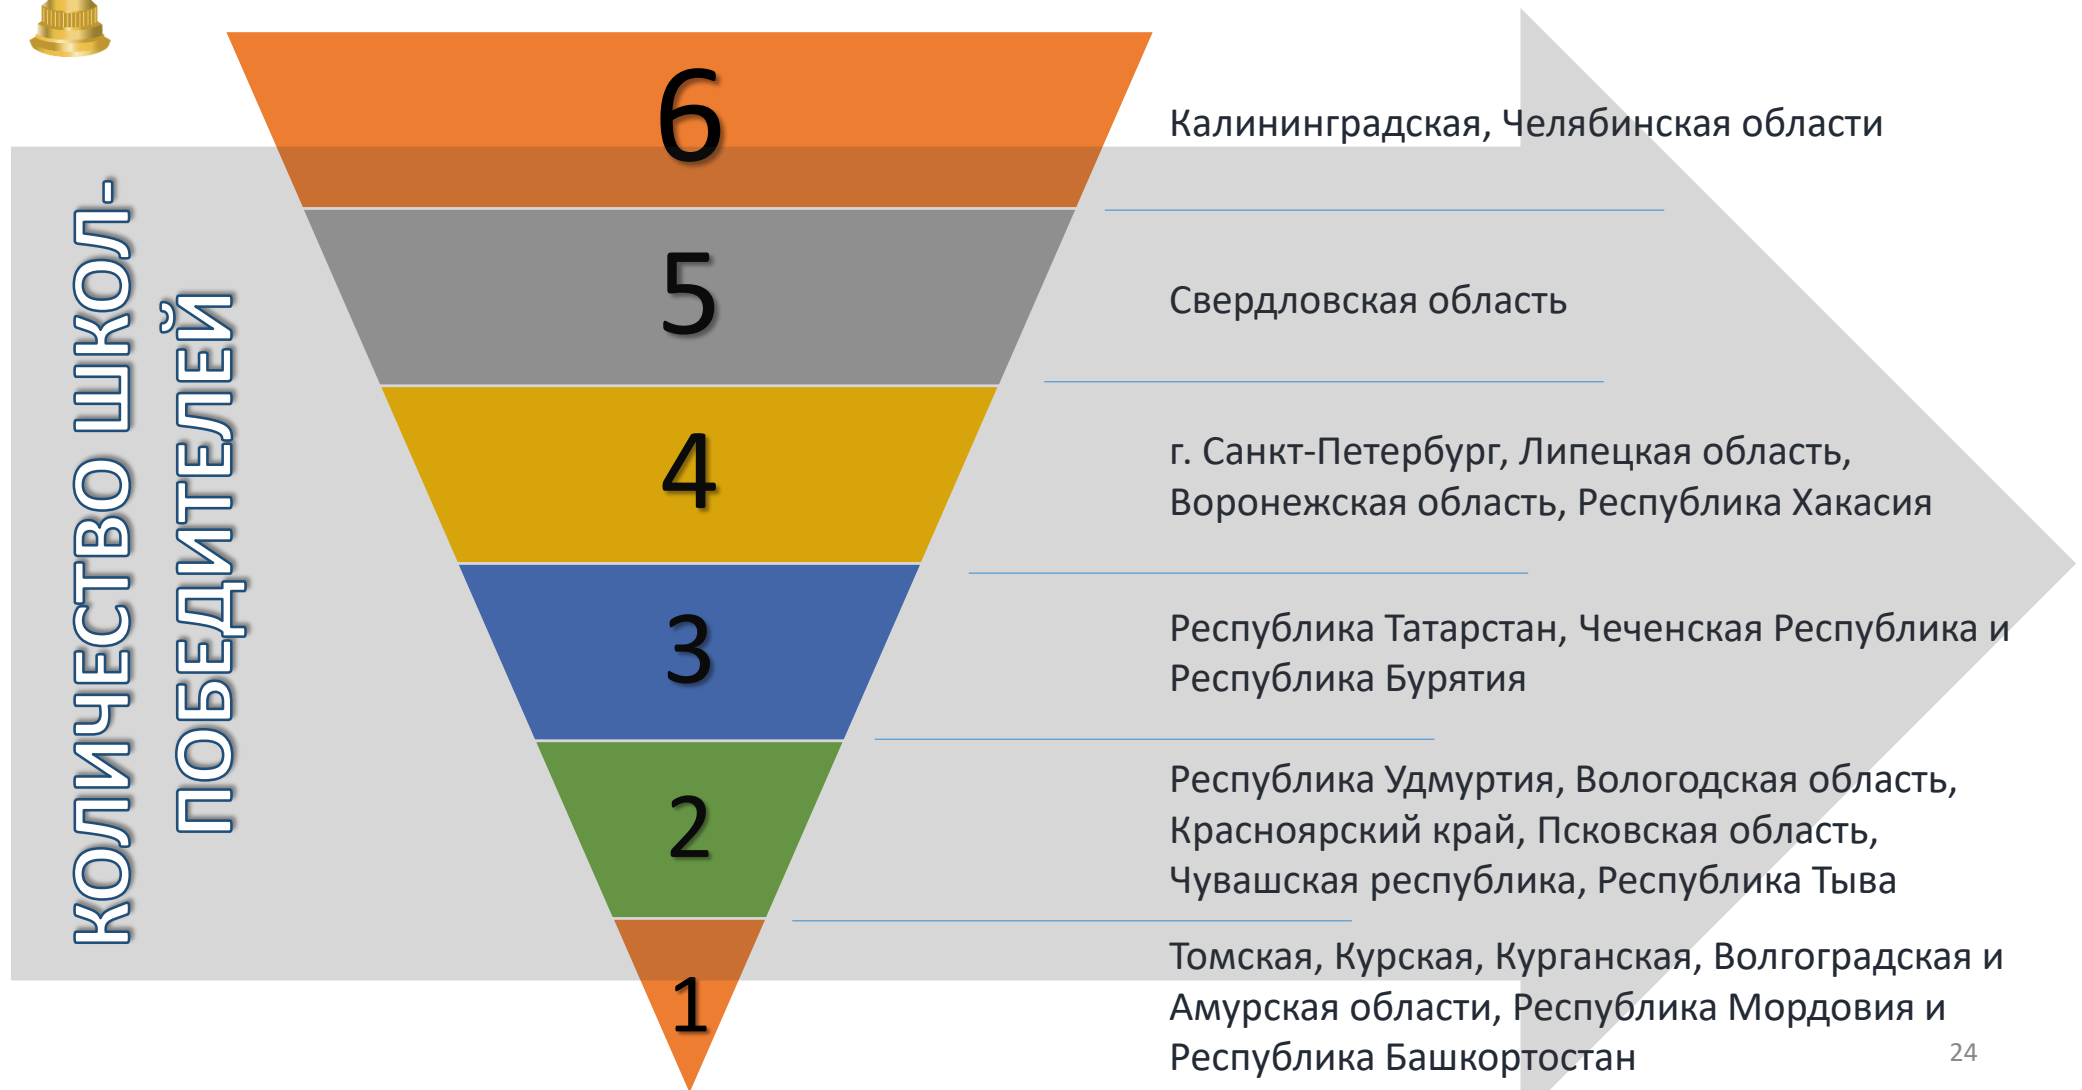 КОЛИЧЕСТВО ШКОЛ-
ПОБЕДИТЕЛЕЙ
6
Калининградская, Челябинская области
5
Свердловская область
4
г. Санкт-Петербург, Липецкая область,
Воронежская область, Республика Хакасия
3
Республика Татарстан, Чеченская Республика и
Республика Бурятия
2
Республика Удмуртия, Вологодская область,
Красноярский край, Псковская область,
Чувашская республика, Республика Тыва
1
Томская, Курская, Курганская, Волгоградская и
Амурская области, Республика Мордовия и
Республика Башкортостан
24